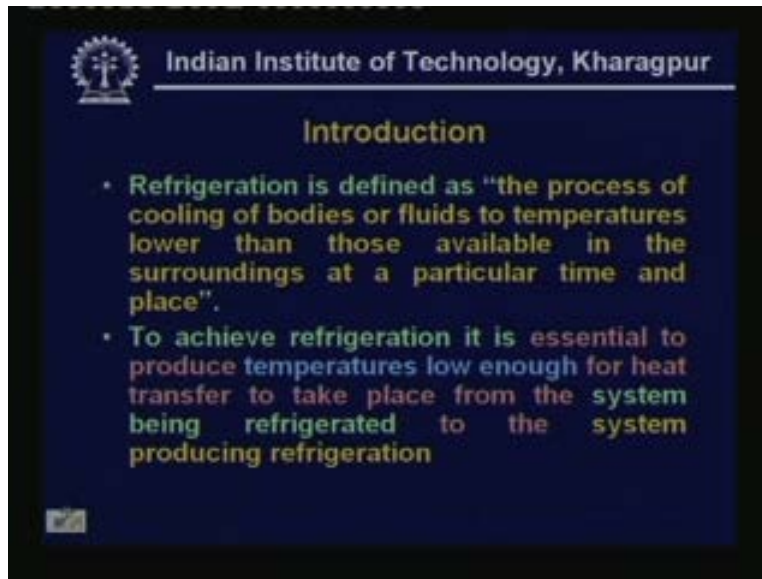 Indian Institute of Technology, Kharagpur
Introduction
• Refrigeration is defined as “the process of
cooling of bodies or fluids to temperatures
lower than those available in the
surroundings at a particular time and
place”.
• To achieve refrigeration it is essential to
produce temperatures low enough for heat
transfer to take place from the system
being refrigerated to the system
producing refrigeration